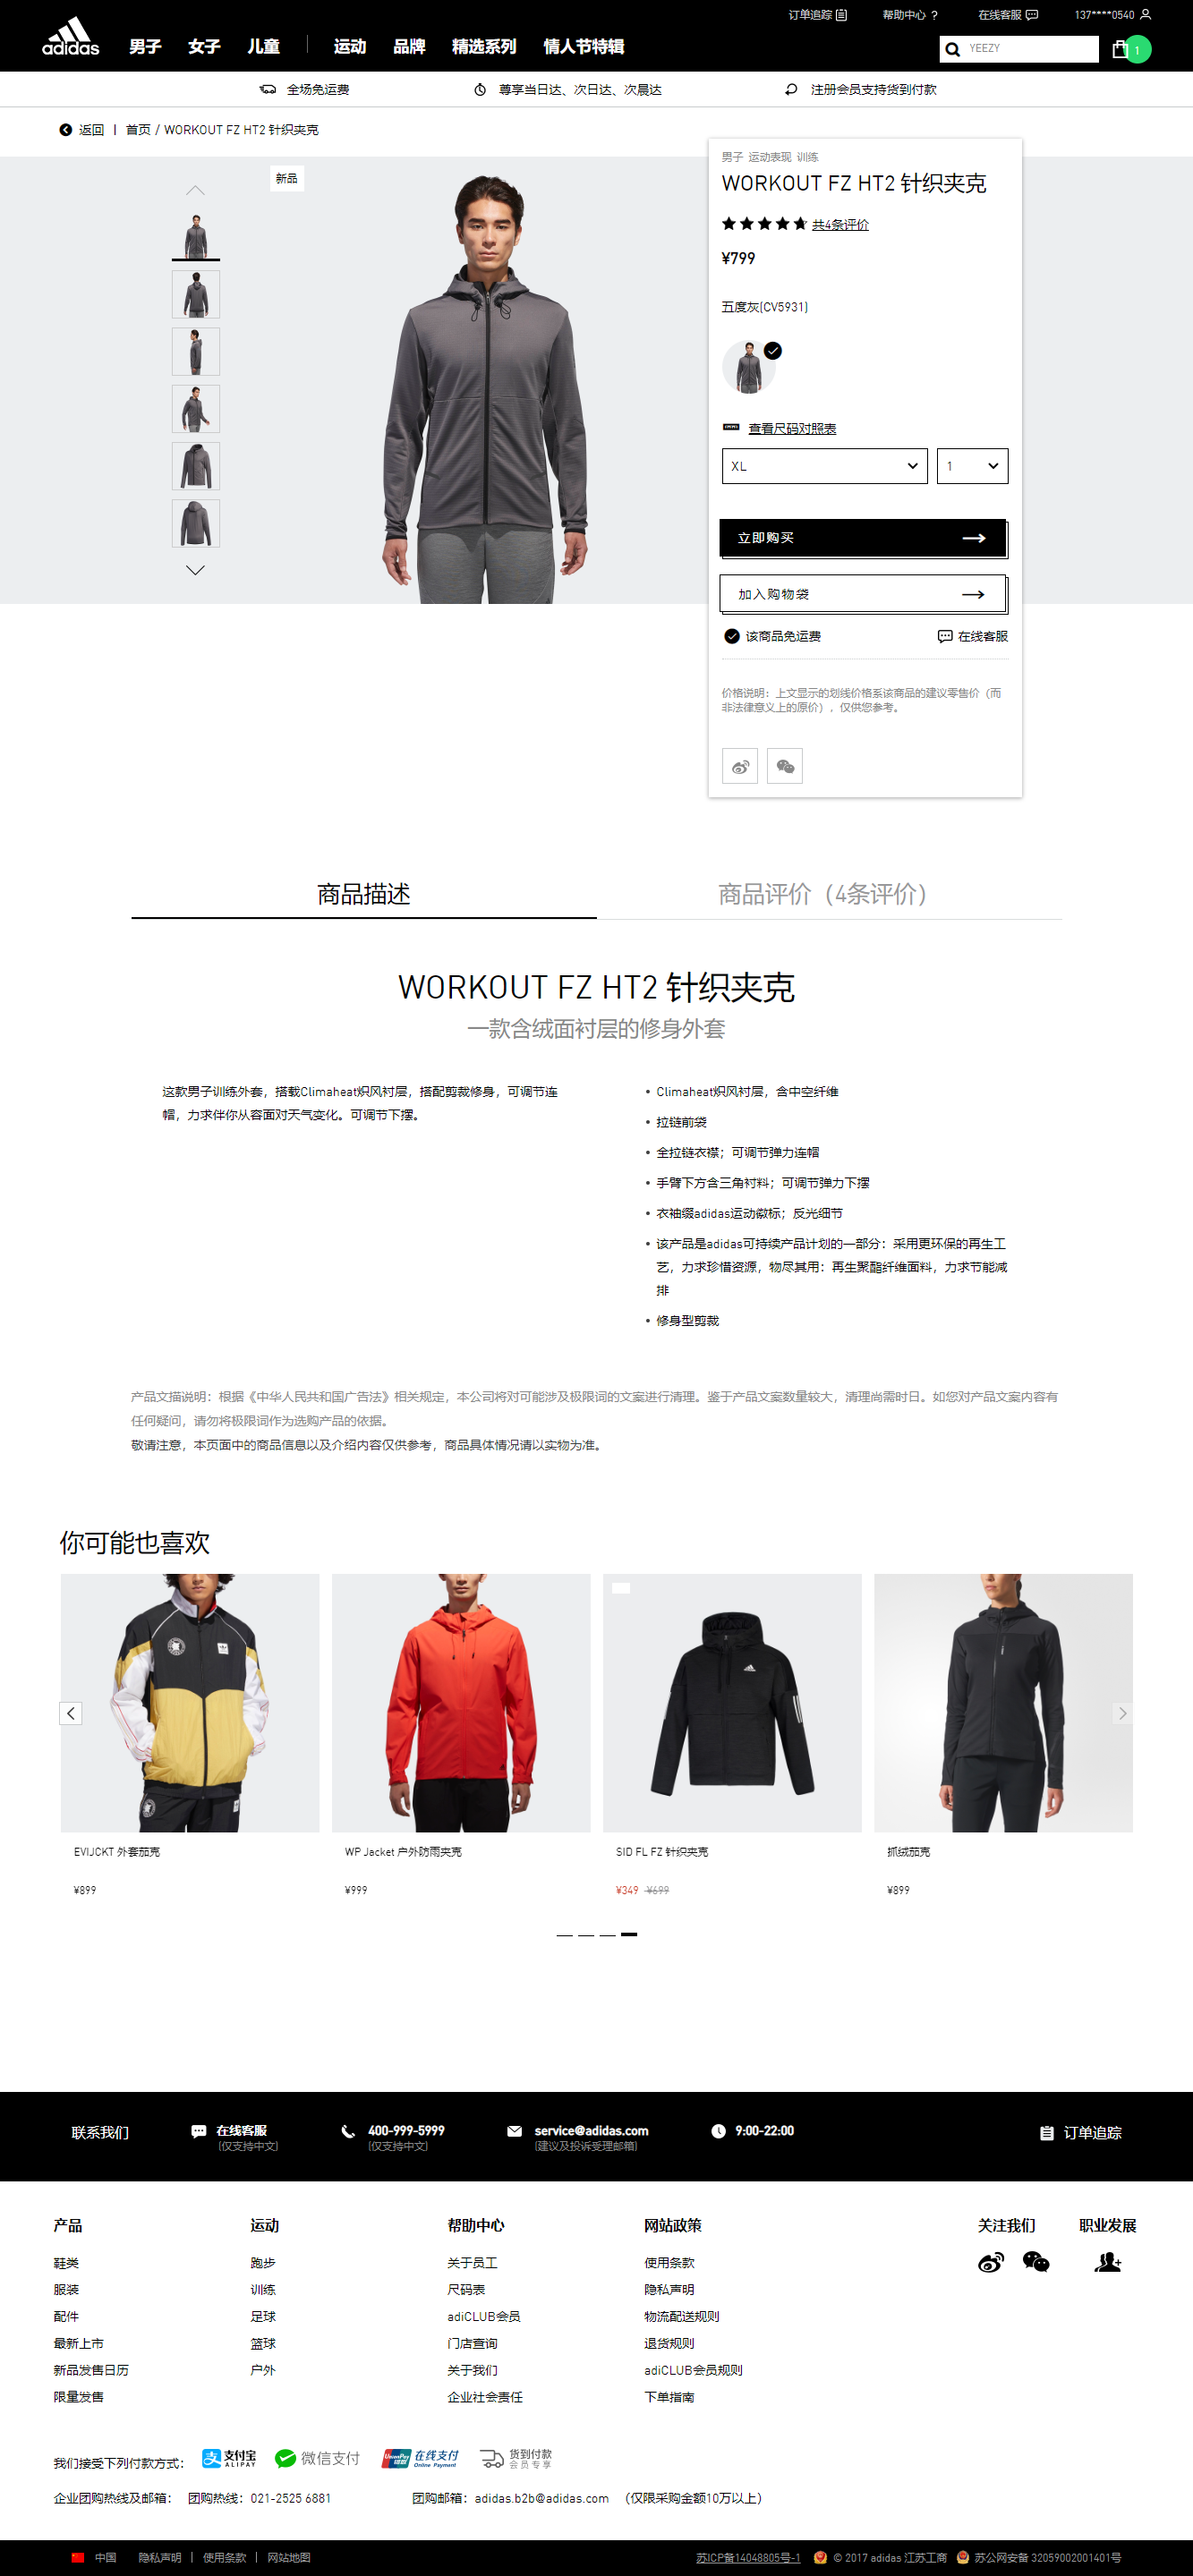 订单追踪
帮助中心 ?
在线客服
137****0540
adidas
男子 女子 儿童 运动 品牌 精选系列 情人节特辑
YEEZY
1
全场免运费
尊享当日达、次日达、次晨达
注册会员支持货到付款
返回 | 首页 / WORKOUT FZ HT2 针织夹克
新品
男子 运动表现 训练
WORKOUT FZ HT2 针织夹克
共4条评价
¥799
五度灰(CV5931)
查看尺码对照表
XL
1
立即购买
加入购物袋
该商品免运费
在线客服
价格说明：上文显示的划线价格系该商品的建议零售价（而
非法律意义上的原价），仅供您参考。
商品描述
商品评价（4条评价）
WORKOUT FZ HT2 针织夹克
一款含绒面衬层的修身外套
这款男子训练外套，搭载Climaheat炽风衬层，搭配剪裁修身，可调节连
帽，力求伴你从容面对天气变化。可调节下摆。
• Climaheat炽风衬层，含中空纤维
• 拉链前袋
• 全拉链衣襟；可调节弹力连帽
• 手臂下方含三角衬料；可调节弹力下摆
• 衣袖缀adidas运动徽标；反光细节
• 该产品是adidas可持续产品计划的一部分：采用更环保的再生工
艺，力求珍惜资源，物尽其用：再生聚酯纤维面料，力求节能减
排
• 修身型剪裁
产品文描说明：根据《中华人民共和国广告法》相关规定，本公司将对可能涉及极限词的文案进行清理。鉴于产品文案数量较大，清理尚需时日。如您对产品文案内容有
任何疑问，请勿将极限词作为选购产品的依据。
敬请注意，本页面中的商品信息以及介绍内容仅供参考，商品具体情况请以实物为准。
你可能也喜欢
EVIJCKT 外套茄克
WP Jacket 户外防雨夹克
SID FL FZ 针织夹克
抓绒茄克
¥899
¥999
¥349 ¥699
¥899
联系我们
在线客服
(仅支持中文)
400-999-5999
(仅支持中文)
service@adidas.com
(建议及投诉受理邮箱)
9:00-22:00
订单追踪
产品
鞋类
服装
配件
最新上市
新品发售日历
限量发售
运动
跑步
训练
足球
篮球
户外
帮助中心
关于员工
尺码表
adiCLUB会员
门店查询
关于我们
企业社会责任
网站政策
使用条款
隐私声明
物流配送规则
退货规则
adiCLUB会员规则
下单指南
关注我们
职业发展
我们接受下列付款方式：
支付宝
ALIPAY
微信支付
UnionPay
银联
在线支付
Online Payment
货到付款
会员专享
企业团购热线及邮箱： 团购热线：021-2525 6881 团购邮箱：adidas.b2b@adidas.com （仅限采购金额10万以上）
中国 隐私声明 | 使用条款 | 网站地图
苏ICP备14048805号-1 © 2017 adidas 江苏工商 苏公网安备 32059002001401号